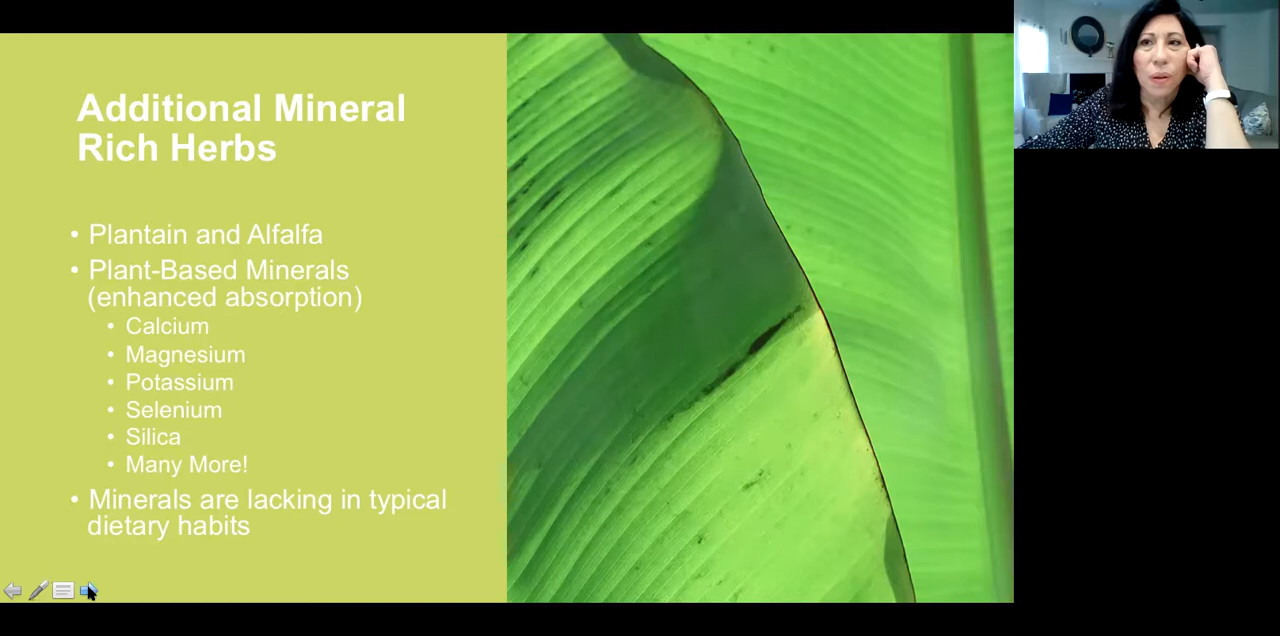 Additional Mineral
Rich Herbs
• Plantain and Alfalfa
• Plant-Based Minerals
(enhanced absorption)
• Calcium
• Magnesium
• Potassium
• Selenium
• Silica
• Many More!
• Minerals are lacking in typical
dietary habits